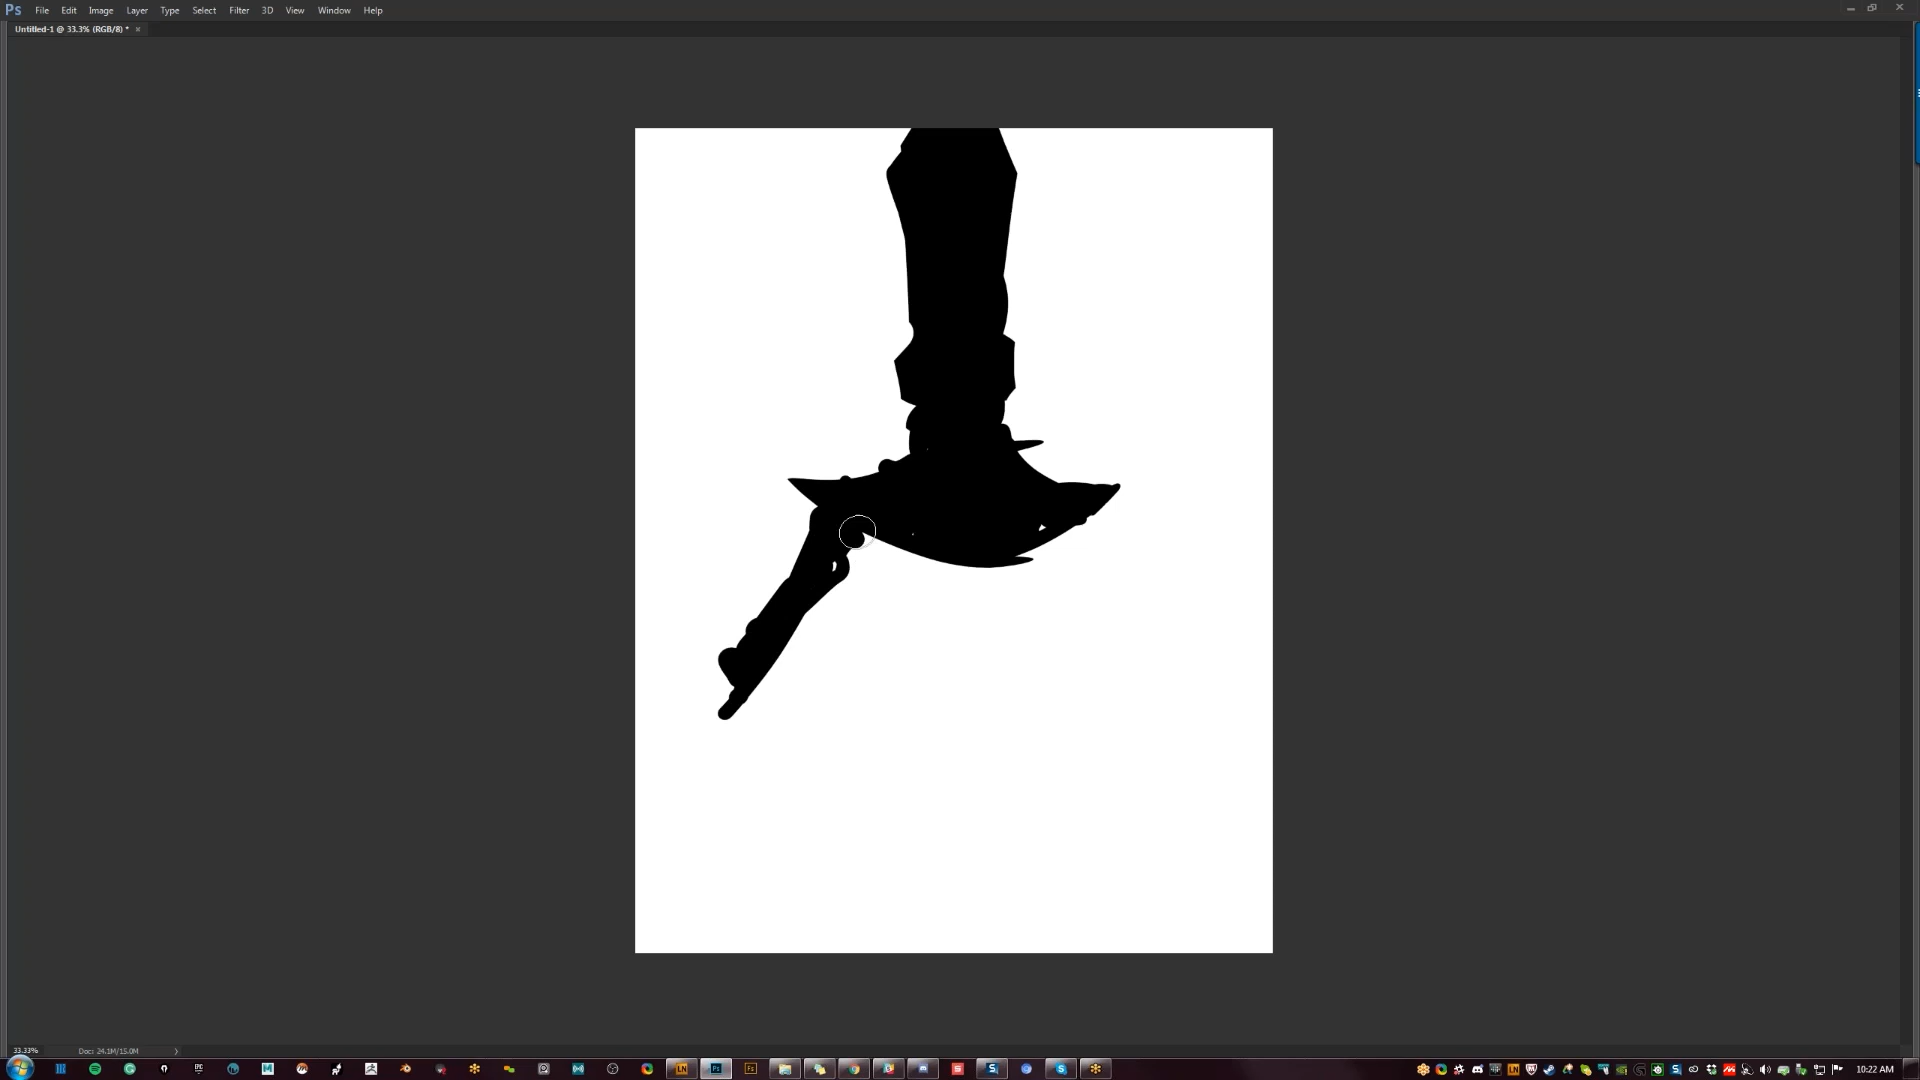 Ps File Edit Image Layer Type Select Filter 3D View Window Help
Untitled-1 @ 33.3% (RGB/8) * ×
33.33% Doc: 24.1M/15.0M
10:22 AM